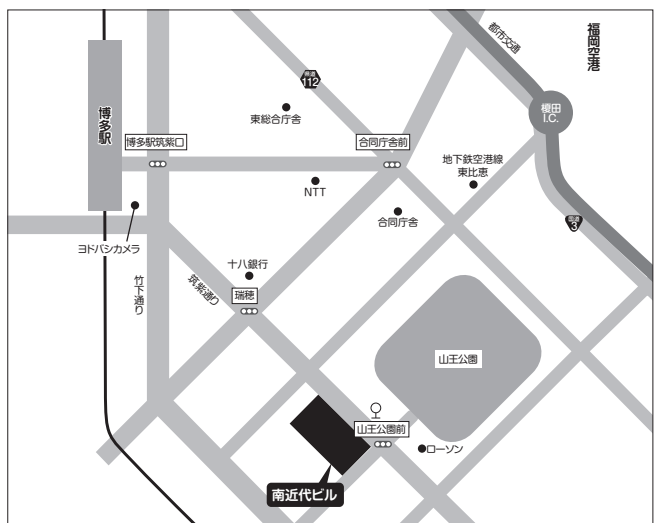 都市交通
福岡空港
県道
112
榎田
I.C.
博多駅
東総合庁舎
博多駅筑紫口
合同庁舎前
地下鉄空港線
東比恵
NTT
合同庁舎
国道
3
ヨドバシカメラ
十八銀行
竹下通り
筑紫通り
瑞穂
山王公園
山王公園前
ローソン
南近代ビル